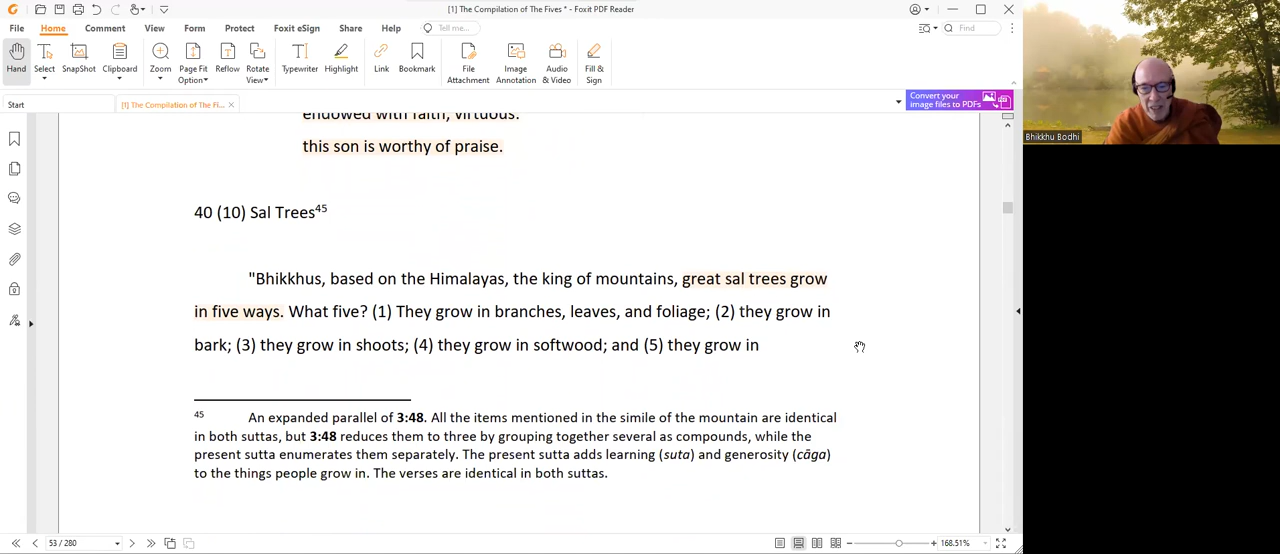 [1] The Compilation of The Fives * - Foxit PDF Reader
File Home Comment View Form Protect Foxit eSign Share Help Tell me... Find
Hand Select SnapShot Clipboard Zoom Page Fit Option Reflow Rotate View Typewriter Highlight Link Bookmark File Attachment Image Annotation Audio & Video Fill & Sign
Start [1] The Compilation of The Fi... Convert your image files to PDFs
endowed with faith, virtuous:
this son is worthy of praise.
40 (10) Sal Trees45
"Bhikkhus, based on the Himalayas, the king of mountains, great sal trees grow
in five ways. What five? (1) They grow in branches, leaves, and foliage; (2) they grow in
bark; (3) they grow in shoots; (4) they grow in softwood; and (5) they grow in
45 An expanded parallel of 3:48. All the items mentioned in the simile of the mountain are identical
in both suttas, but 3:48 reduces them to three by grouping together several as compounds, while the
present sutta enumerates them separately. The present sutta adds learning (suta) and generosity (cāga)
to the things people grow in. The verses are identical in both suttas.
53 / 280 168.51%
Bhikkhu Bodhi